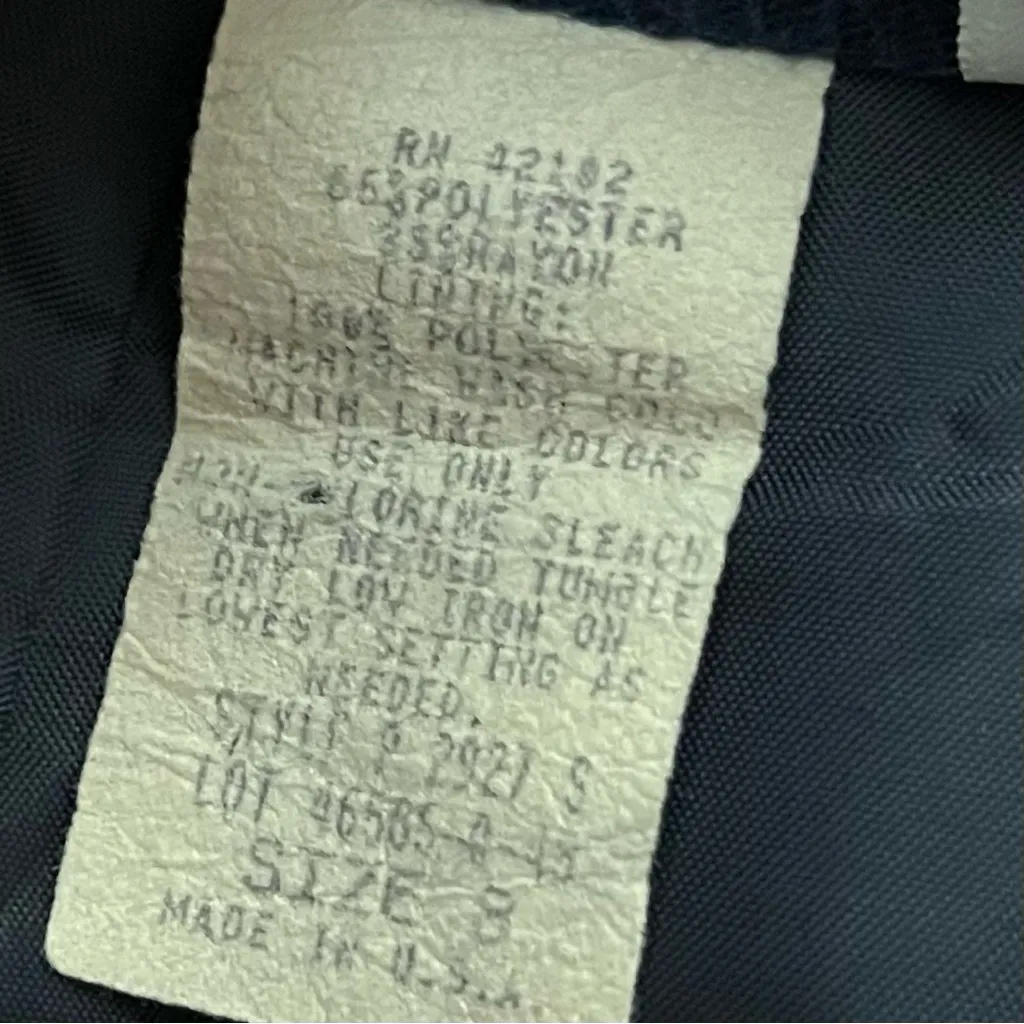 RN 42102
65%POLYESTER
35%RAYON
LINING:
100% POLYESTER
MACHINE WASH COLD
WITH LIKE COLORS
USE ONLY
NON-CHLORINE BLEACH
WHEN NEEDED TUMBLE
DRY LOW IRON ON
LOWEST SETTING AS
NEEDED.
STYLE
LOT
SIZE 8
MADE IN U.S.A